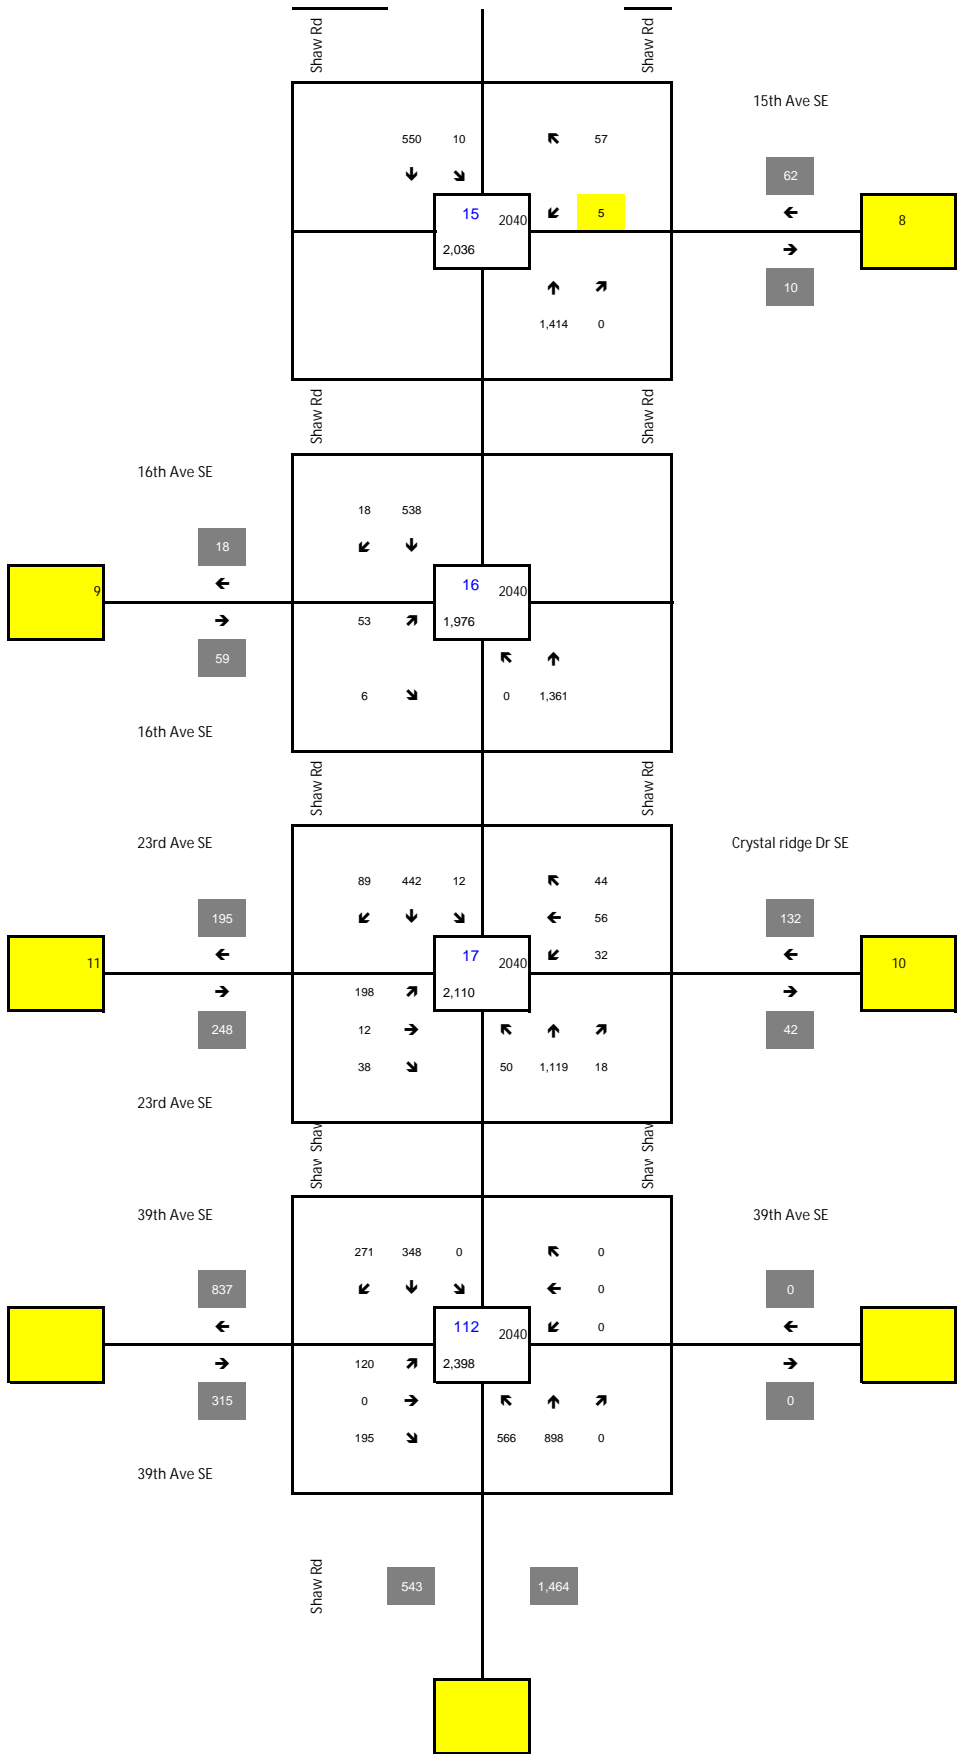 Shaw Rd Shaw Rd
15th Ave SE
550 10 57
62
15 2040 5 8
2,036
10
1,414 0
Shaw Rd Shaw Rd
16th Ave SE
18 538
18
9 16 2040
53 1,976
59
6 0 1,361
16th Ave SE
Shaw Rd Shaw Rd
23rd Ave SE Crystal ridge Dr SE
89 442 12 44
195 56 132
11 17 2040 32 10
198 2,110
248 12 42
38 50 1,119 18
23rd Ave SE
Shav Shav Shav Shav
39th Ave SE 39th Ave SE
271 348 0 0
837 0 0
112 2040 0
120 2,398
315 0 0
195 566 898 0
39th Ave SE
Shaw Rd 543 1,464